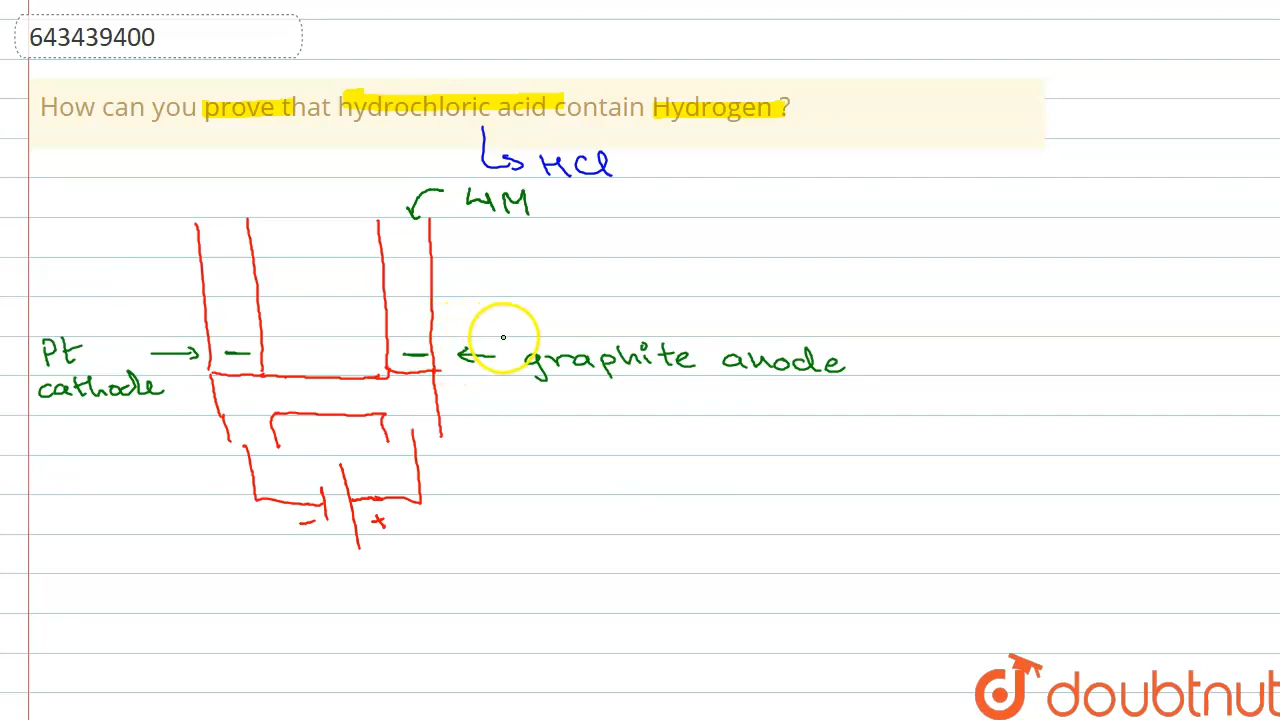 643439400
How can you prove that hydrochloric acid contain Hydrogen ?
HCl
4M
Pt
cathode
graphite anode
- +
doubtnut